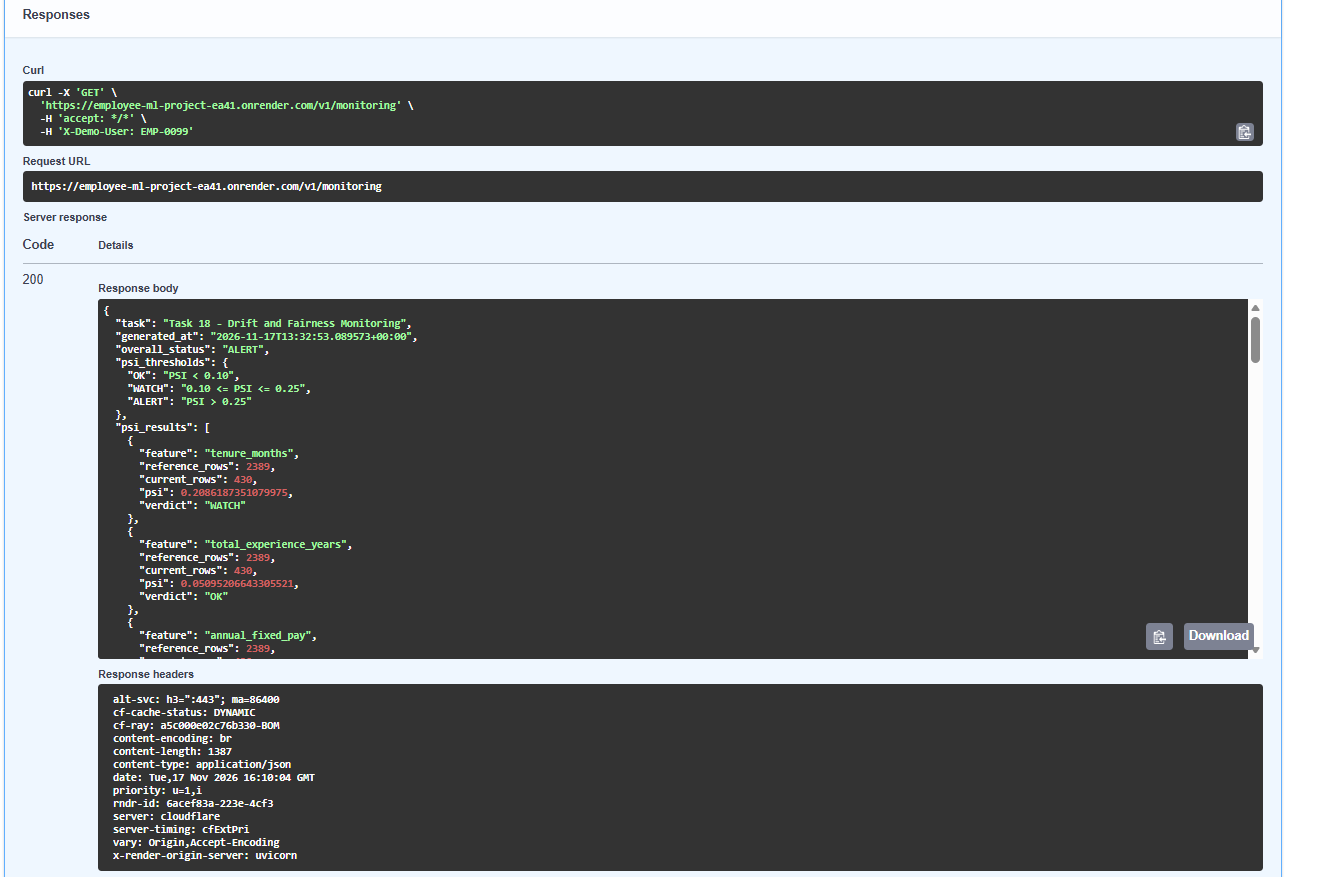 Responses
Curl
curl -X 'GET' \
  'https://employee-ml-project-ea41.onrender.com/v1/monitoring' \
  -H 'accept: */*' \
  -H 'X-Demo-User: EMP-0099'
Request URL
https://employee-ml-project-ea41.onrender.com/v1/monitoring
Server response
Code Details
200
Response body
{
  "task": "Task 18 - Drift and Fairness Monitoring",
  "generated_at": "2026-11-17T13:32:53.089573+00:00",
  "overall_status": "ALERT",
  "psi_thresholds": {
    "OK": "PSI < 0.10",
    "WATCH": "0.10 <= PSI <= 0.25",
    "ALERT": "PSI > 0.25"
  },
  "psi_results": [
    {
      "feature": "tenure_months",
      "reference_rows": 2389,
      "current_rows": 430,
      "psi": 0.2086187351079975,
      "verdict": "WATCH"
    },
    {
      "feature": "total_experience_years",
      "reference_rows": 2389,
      "current_rows": 430,
      "psi": 0.05095206643305521,
      "verdict": "OK"
    },
    {
      "feature": "annual_fixed_pay",
      "reference_rows": 2389,
Download
Response headers
alt-svc: h3=":443"; ma=86400
cf-cache-status: DYNAMIC
cf-ray: a5c000e02c76b330-BOM
content-encoding: br
content-length: 1387
content-type: application/json
date: Tue,17 Nov 2026 16:10:04 GMT
priority: u=1,i
rndr-id: 6acef83a-223e-4cf3
server: cloudflare
server-timing: cfExtPri
vary: Origin,Accept-Encoding
x-render-origin-server: uvicorn